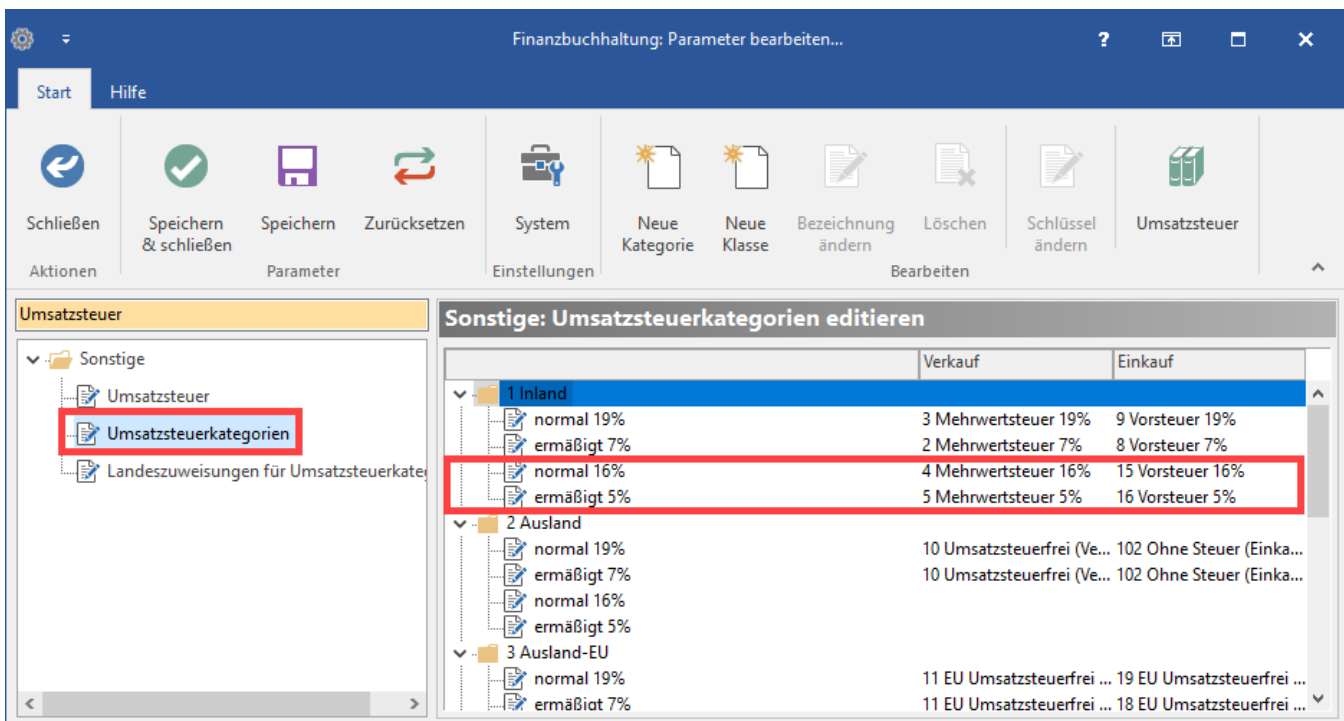 Finanzbuchhaltung: Parameter bearbeiten...
Start Hilfe
Schließen
Speichern & schließen
Speichern
Zurücksetzen
System
Neue Kategorie
Neue Klasse
Bezeichnung ändern
Löschen
Schlüssel ändern
Umsatzsteuer
Aktionen Parameter Einstellungen Bearbeiten
Umsatzsteuer
Sonstige
Umsatzsteuer
Umsatzsteuerkategorien
Landeszuweisungen für Umsatzsteuerkate
Sonstige: Umsatzsteuerkategorien editieren
Verkauf Einkauf
1 Inland
normal 19% 3 Mehrwertsteuer 19% 9 Vorsteuer 19%
ermäßigt 7% 2 Mehrwertsteuer 7% 8 Vorsteuer 7%
normal 16% 4 Mehrwertsteuer 16% 15 Vorsteuer 16%
ermäßigt 5% 5 Mehrwertsteuer 5% 16 Vorsteuer 5%
2 Ausland
normal 19% 10 Umsatzsteuerfrei (Ve... 102 Ohne Steuer (Einka...
ermäßigt 7% 10 Umsatzsteuerfrei (Ve... 102 Ohne Steuer (Einka...
normal 16%
ermäßigt 5%
3 Ausland-EU
normal 19% 11 EU Umsatzsteuerfrei ... 19 EU Umsatzsteuerfrei ...
ermäßigt 7% 11 EU Umsatzsteuerfrei ... 18 EU Umsatzsteuerfrei ...